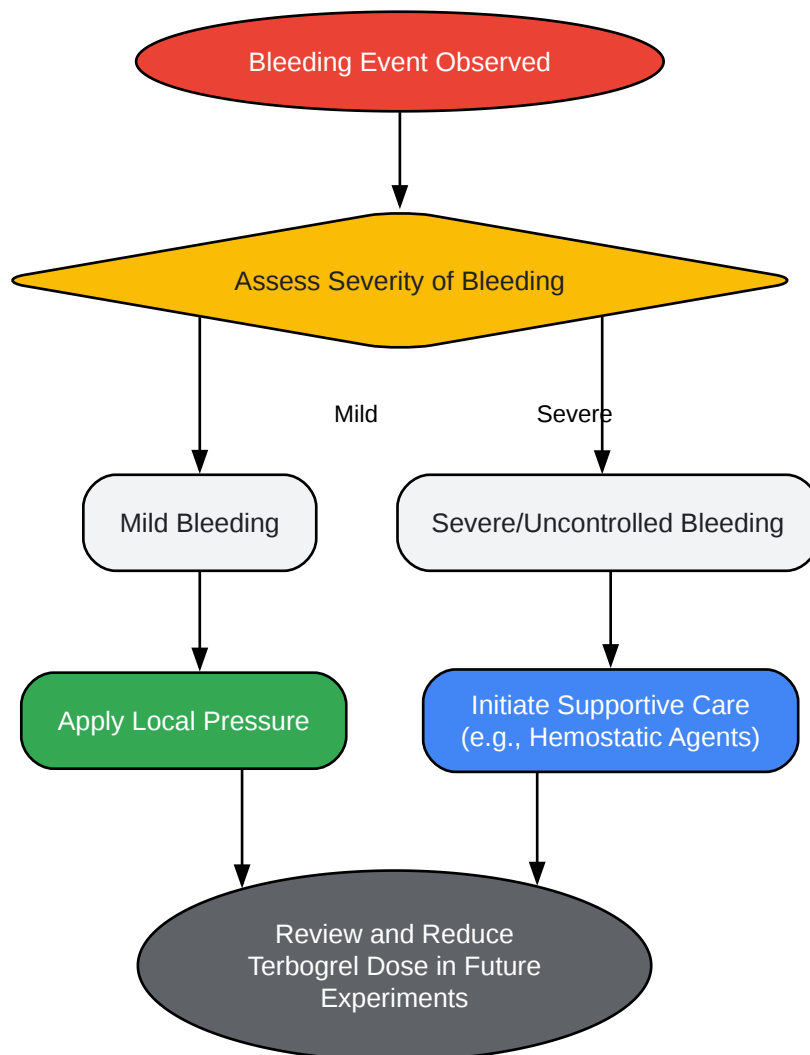 Bleeding Event Observed
Assess Severity of Bleeding
Mild
Severe
Mild Bleeding
Severe/Uncontrolled Bleeding
Apply Local Pressure
Initiate Supportive Care
(e.g., Hemostatic Agents)
Review and Reduce
Terbogrel Dose in Future
Experiments